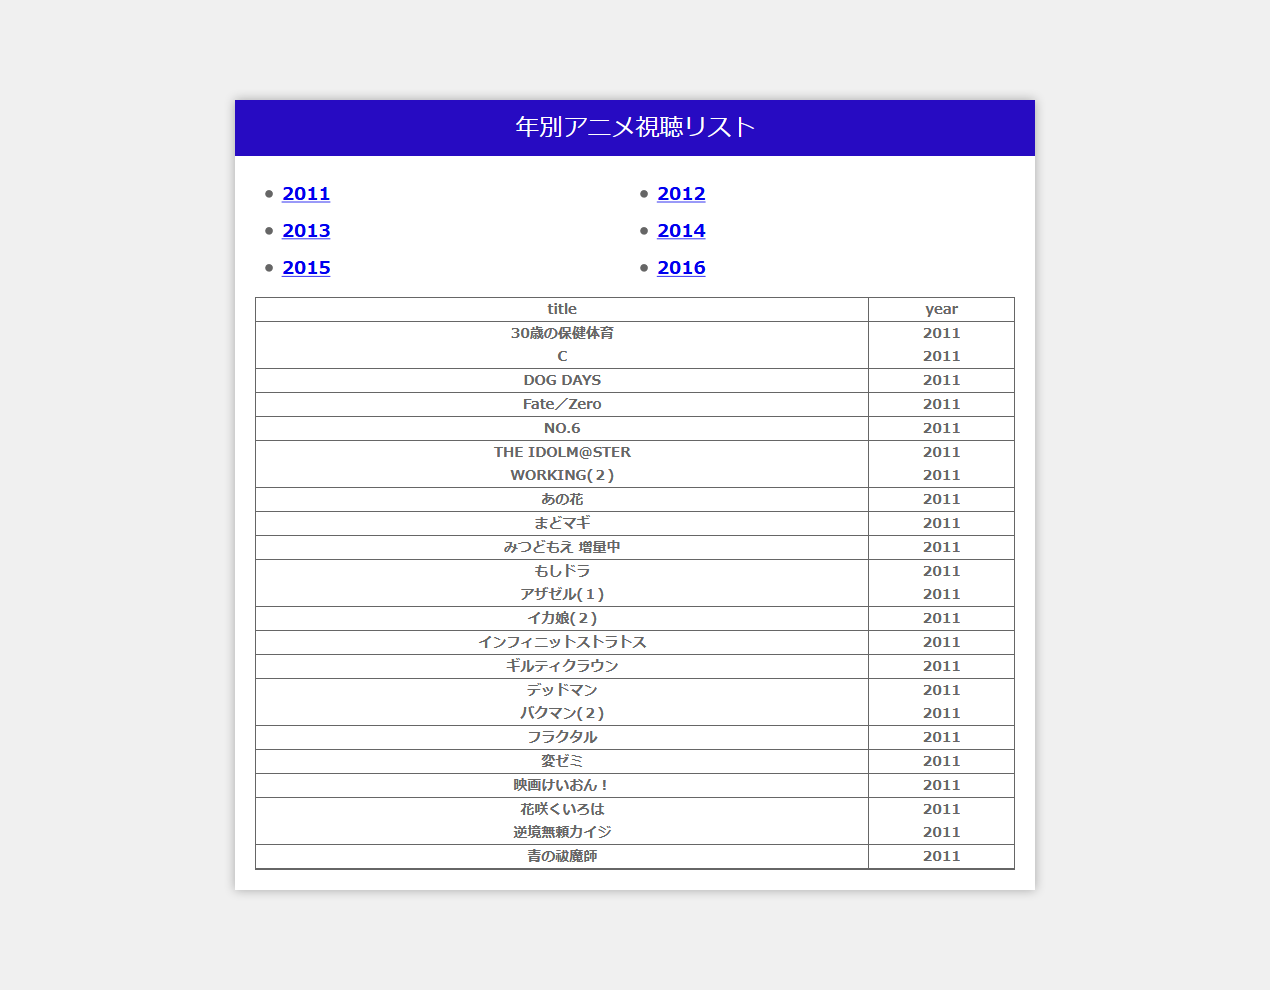 年別アニメ視聴リスト
2011 2012
2013 2014
2015 2016
title year
30歳の保健体育 2011
C 2011
DOG DAYS 2011
Fate／Zero 2011
NO.6 2011
THE IDOLM@STER 2011
WORKING(２) 2011
あの花 2011
まどマギ 2011
みつどもえ 増量中 2011
もしドラ 2011
アザゼル(１) 2011
イカ娘(２) 2011
インフィニットストラトス 2011
ギルティクラウン 2011
デッドマン 2011
バクマン(２) 2011
フラクタル 2011
変ゼミ 2011
映画けいおん！ 2011
花咲くいろは 2011
逆境無頼カイジ 2011
青の祓魔師 2011